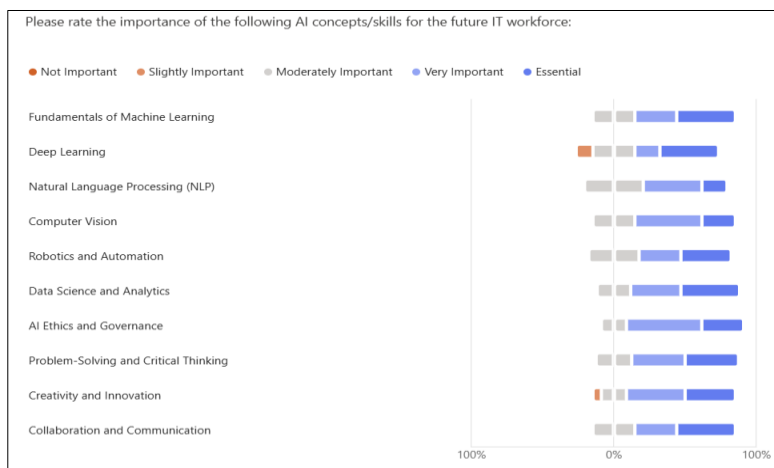 Please rate the importance of the following AI concepts/skills for the future IT workforce:
Not Important Slightly Important Moderately Important Very Important Essential
Fundamentals of Machine Learning
Deep Learning
Natural Language Processing (NLP)
Computer Vision
Robotics and Automation
Data Science and Analytics
AI Ethics and Governance
Problem-Solving and Critical Thinking
Creativity and Innovation
Collaboration and Communication
100% 0% 100%